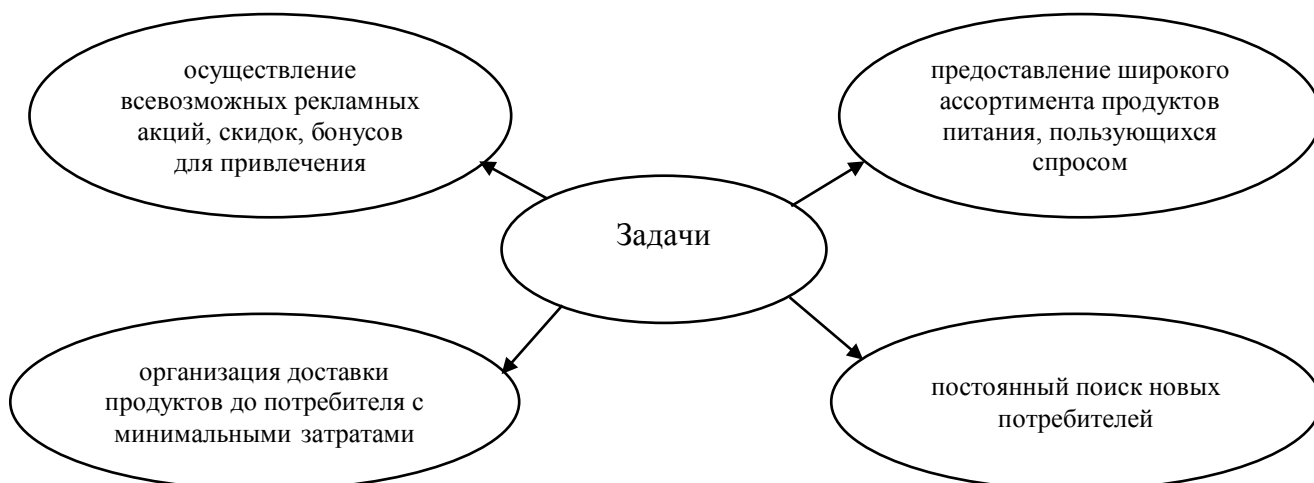 осуществление
всевозможных рекламных
акций, скидок, бонусов
для привлечения
предоставление широкого
ассортимента продуктов
питания, пользующихся
спросом
Задачи
организация доставки
продуктов до потребителя с
минимальными затратами
постоянный поиск новых
потребителей